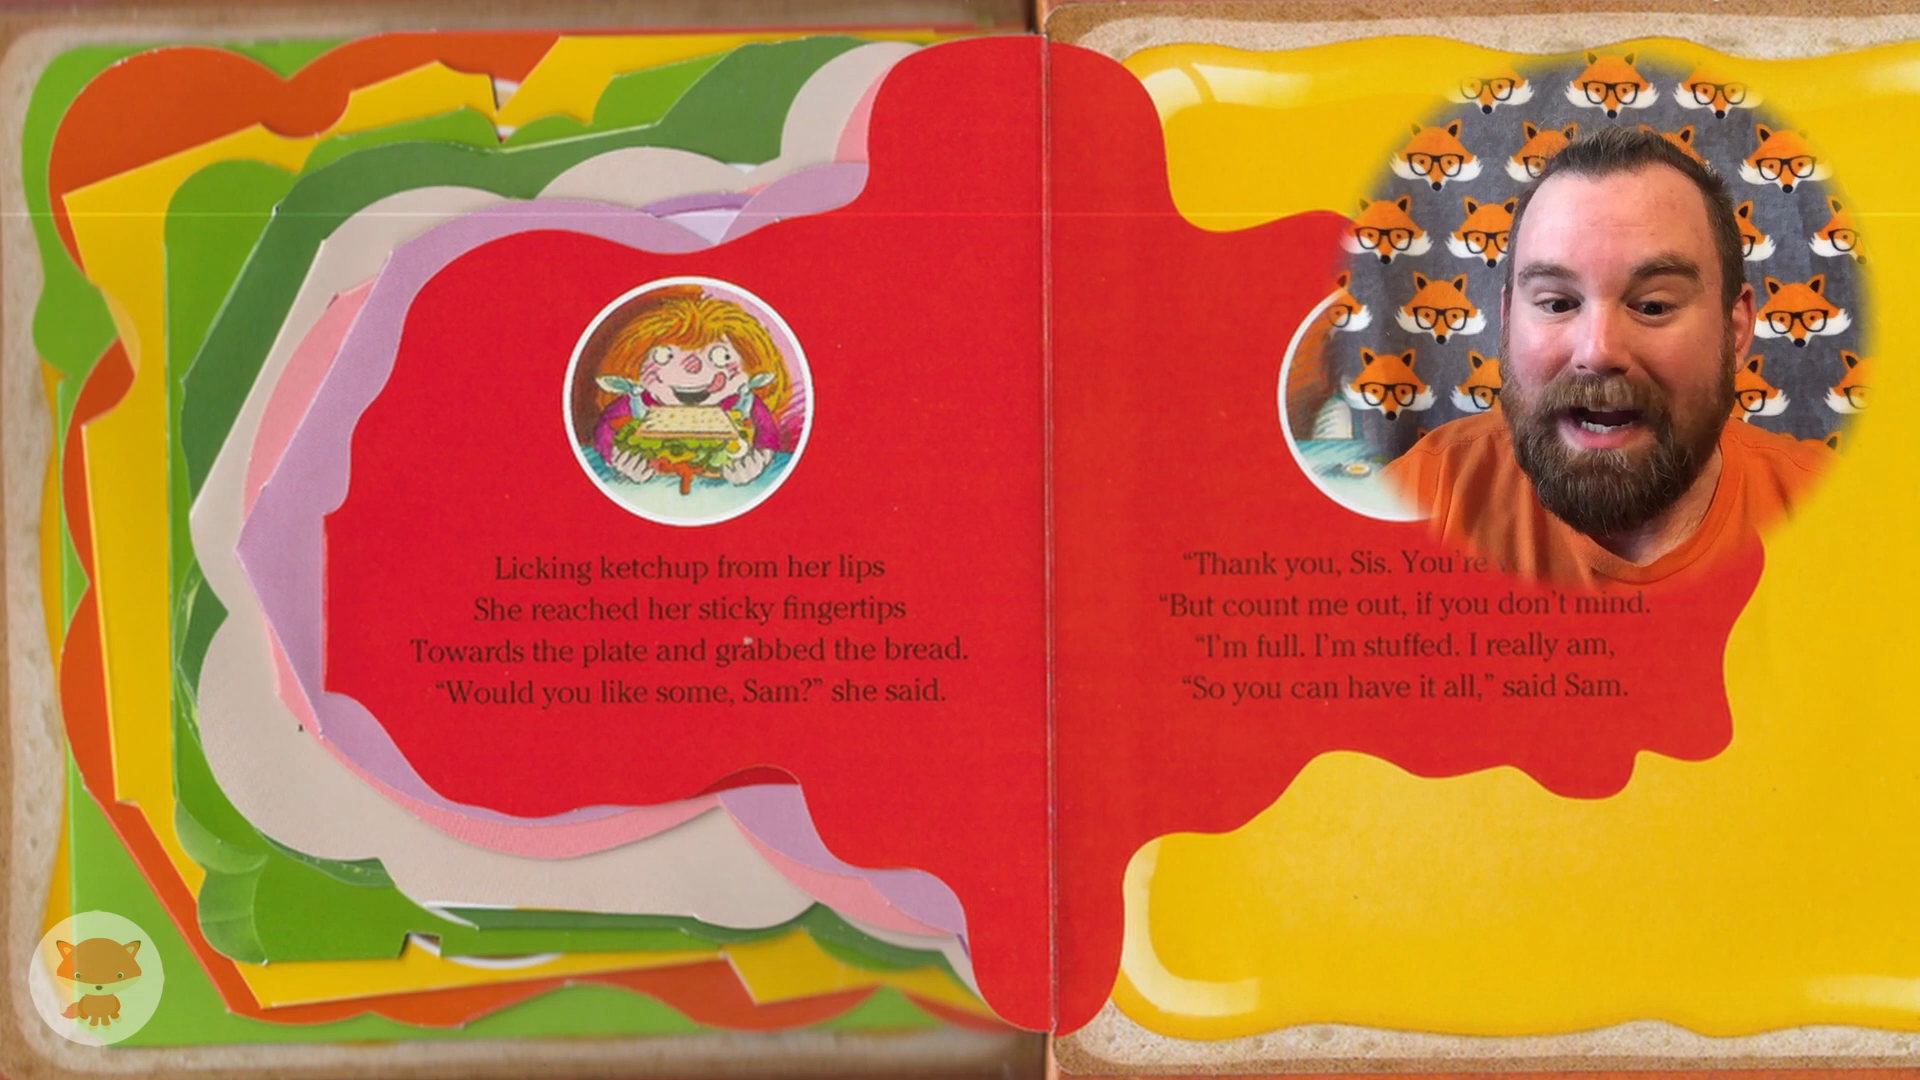 Licking ketchup from her lips
She reached her sticky fingertips
Towards the plate and grabbed the bread.
“Would you like some, Sam?” she said.
“Thank you, Sis. You’re
“But count me out, if you don’t mind.
“I’m full. I’m stuffed. I really am,
“So you can have it all,” said Sam.